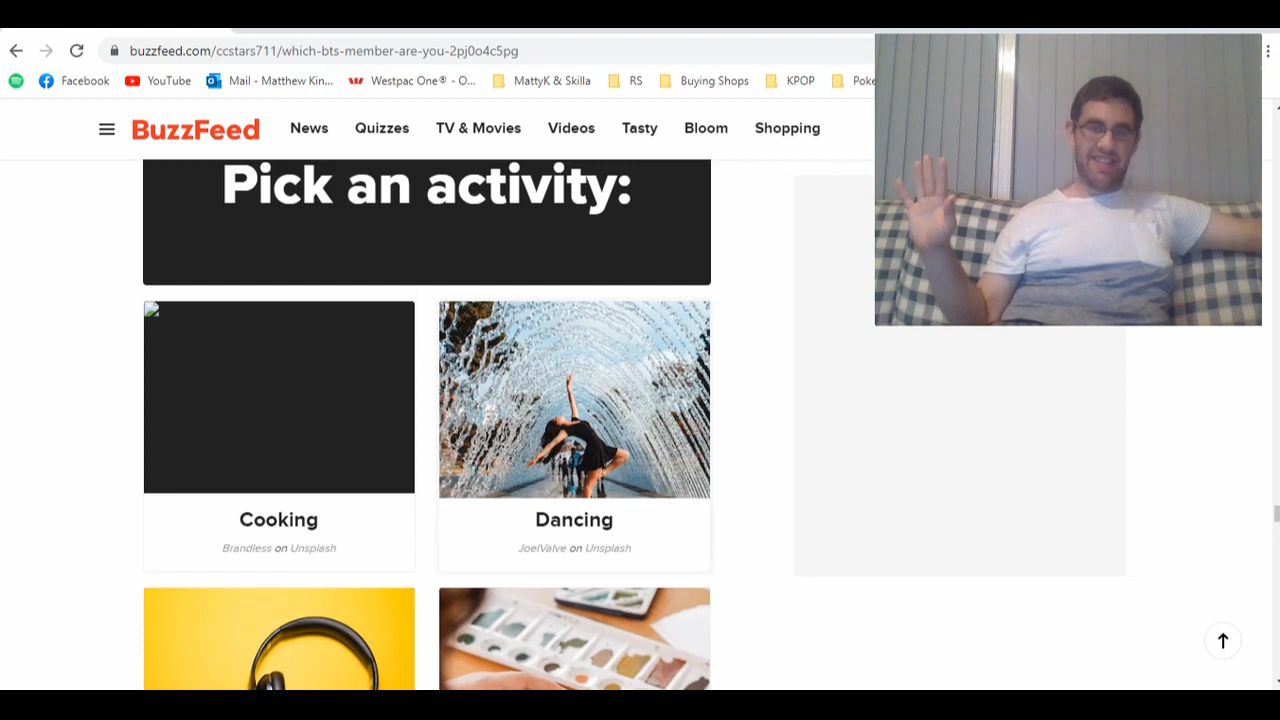 buzzfeed.com/ccstars711/which-bts-member-are-you-2pj0o4c5pg
Facebook YouTube Mail - Matthew Kin... Westpac One® - O... MattyK & Skilla RS Buying Shops KPOP Poke
BuzzFeed News Quizzes TV & Movies Videos Tasty Bloom Shopping
Pick an activity:
Cooking Dancing
Brandless on Unsplash JoelValve on Unsplash